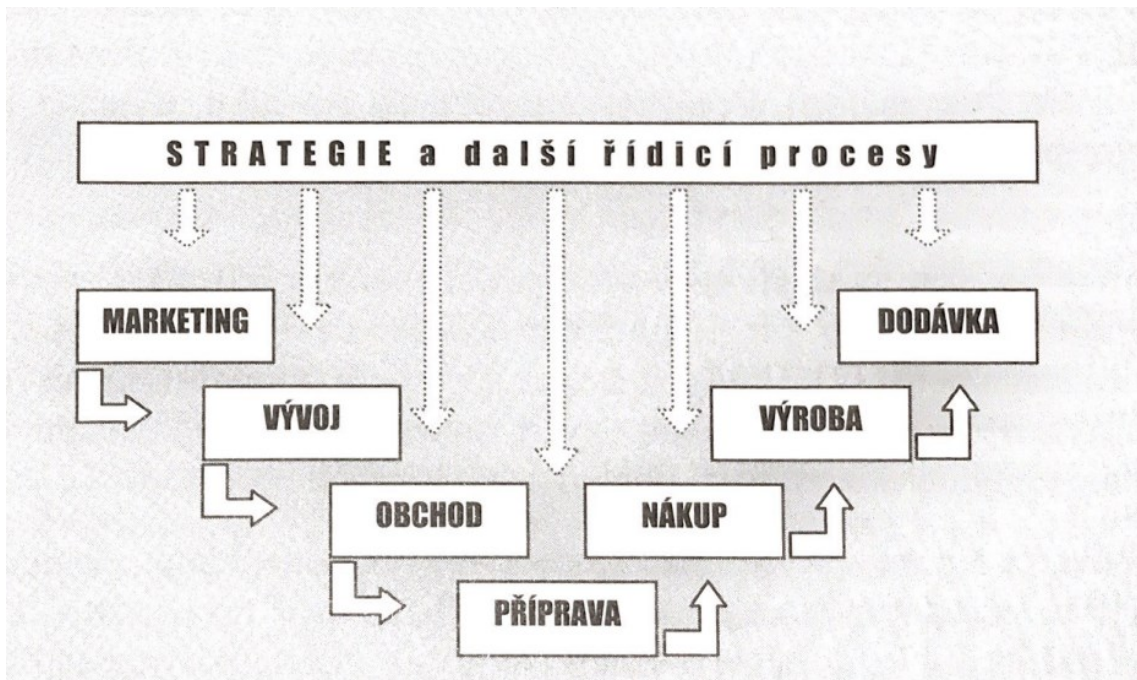 STRATEGIE a další řídicí procesy
MARKETING
DODÁVKA
VÝVOJ
VÝROBA
OBCHOD
NÁKUP
PŘÍPRAVA